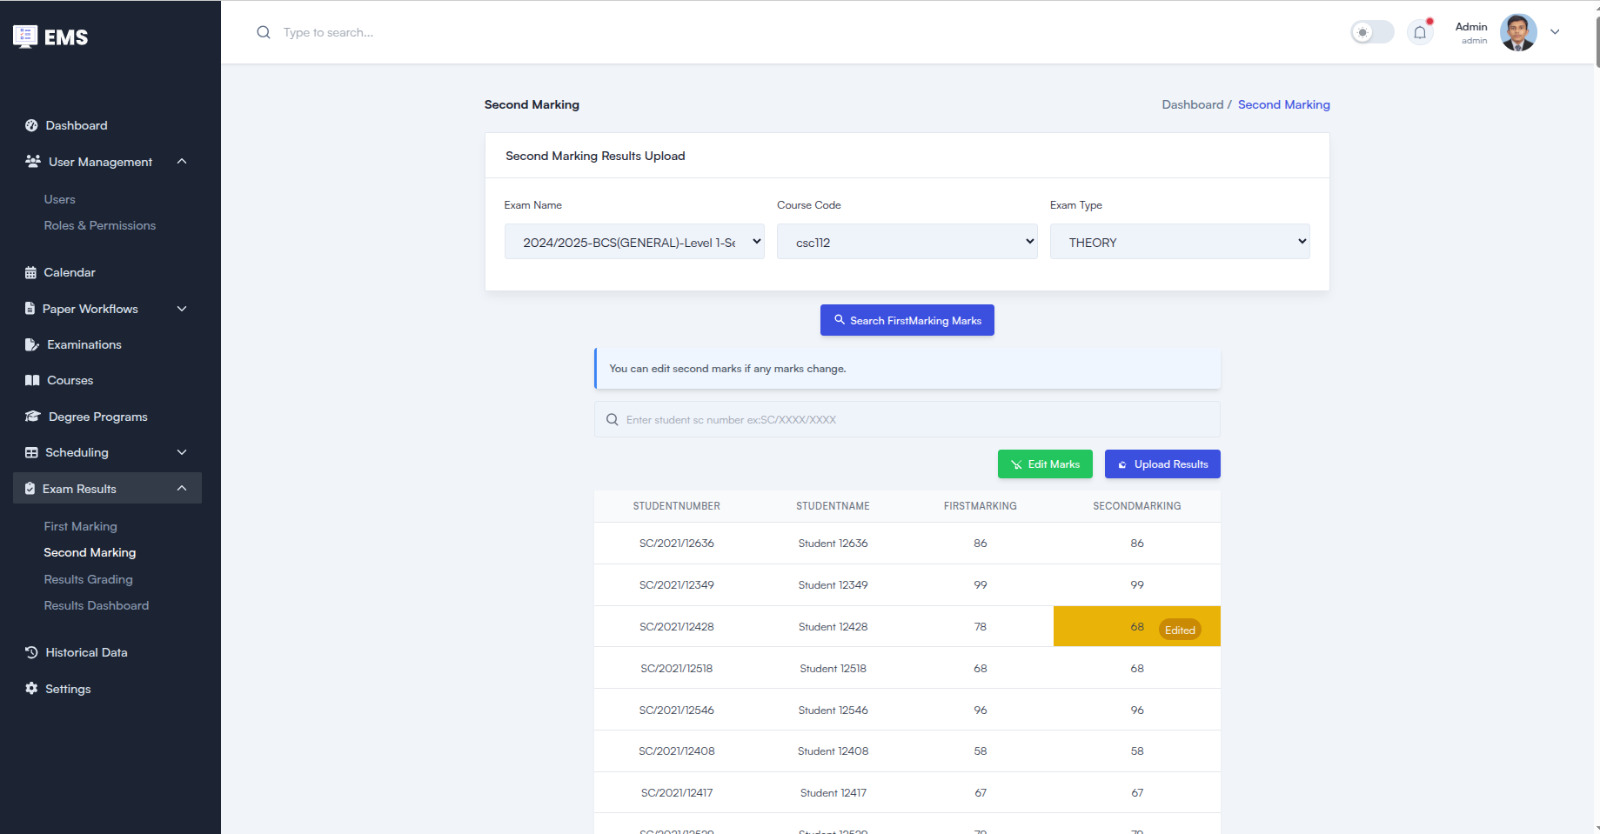 EMS
Type to search...
Admin
admin
Dashboard
User Management
Users
Roles & Permissions
Calendar
Paper Workflows
Examinations
Courses
Degree Programs
Scheduling
Exam Results
First Marking
Second Marking
Results Grading
Results Dashboard
Historical Data
Settings
Second Marking
Dashboard / Second Marking
Second Marking Results Upload
Exam Name Course Code Exam Type
2024/2025-BCS(GENERAL)-Level 1-Se csc112 THEORY
Search FirstMarking Marks
You can edit second marks if any marks change.
Enter student sc number ex:SC/XXXX/XXXX
Edit Marks Upload Results
STUDENTNUMBER STUDENTNAME FIRSTMARKING SECONDMARKING
SC/2021/12636 Student 12636 86 86
SC/2021/12349 Student 12349 99 99
SC/2021/12428 Student 12428 78 68 Edited
SC/2021/12518 Student 12518 68 68
SC/2021/12546 Student 12546 96 96
SC/2021/12408 Student 12408 58 58
SC/2021/12417 Student 12417 67 67